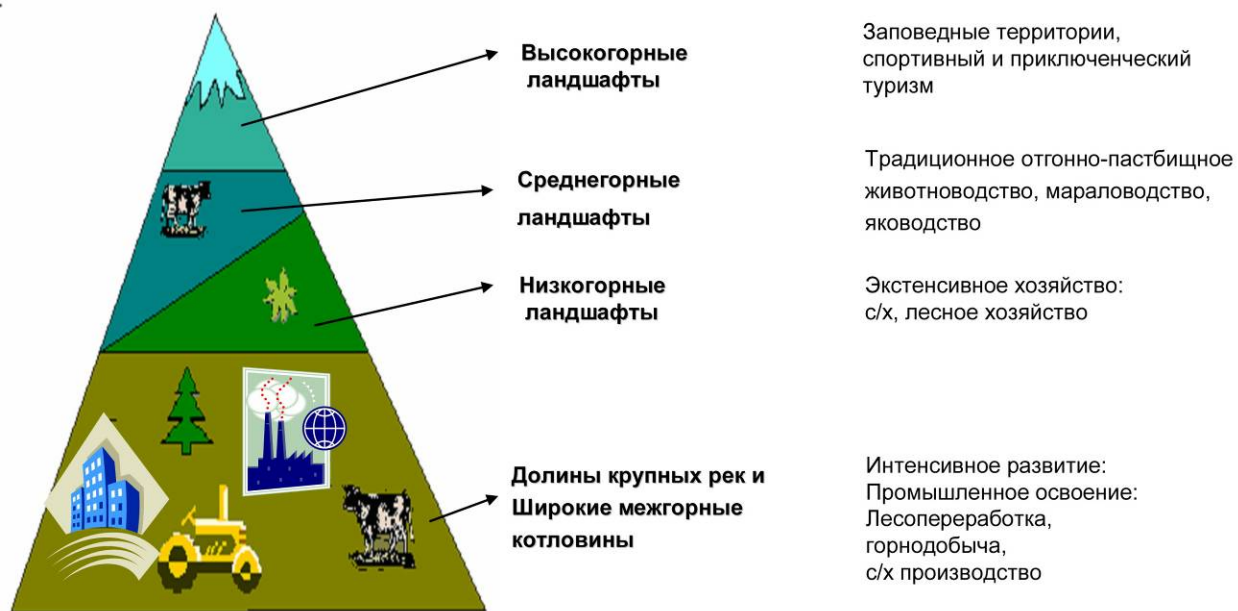 Высокогорные
ландшафты
Заповедные территории,
спортивный и приключенческий
туризм
Среднегорные
ландшафты
Традиционное отгонно-пастбищное
животноводство, мараловодство,
яководство
Низкогорные
ландшафты
Экстенсивное хозяйство:
с/х, лесное хозяйство
Долины крупных рек и
Широкие межгорные
котловины
Интенсивное развитие:
Промышленное освоение:
Лесопереработка,
горнодобыча,
с/х производство